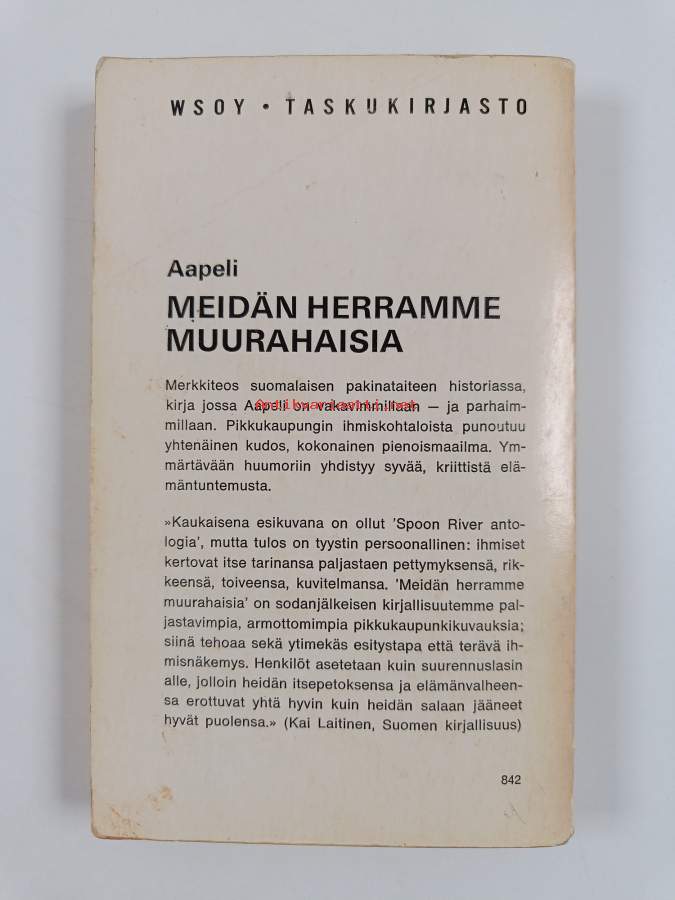 WSOY • TASKUKIRJASTO
Aapeli
MEIDÄN HERRAMME
MUURAHAISIA
Merkkiteos suomalaisen pakinataiteen historiassa,
kirja jossa Aapeli on vakavimmillaan — ja parhaim-
millaan. Pikkukaupungin ihmiskohtaloista punoutuu
yhtenäinen kudos, kokonainen pienoismaailma. Ym-
märtävään huumoriin yhdistyy syvää, kriittistä elä-
mäntuntemusta.
»Kaukaisena esikuvana on ollut 'Spoon River anto-
logia', mutta tulos on tyystin persoonallinen: ihmiset
kertovat itse tarinansa paljastaen pettymyksensä, rik-
keensä, toiveensa, kuvitelmansa. 'Meidän herramme
muurahaisia' on sodanjälkeisen kirjallisuutemme pal-
jastavimpia, armottomimpia pikkukaupunkikuvauksia;
siinä tehoaa sekä ytimekäs esitystapa että terävä ih-
misnäkemys. Henkilöt asetetaan kuin suurennuslasin
alle, jolloin heidän itsepetoksensa ja elämänvalheen-
sa erottuvat yhtä hyvin kuin heidän salaan jääneet
hyvät puolensa.» (Kai Laitinen, Suomen kirjallisuus)
842
Antikvariaatti.net